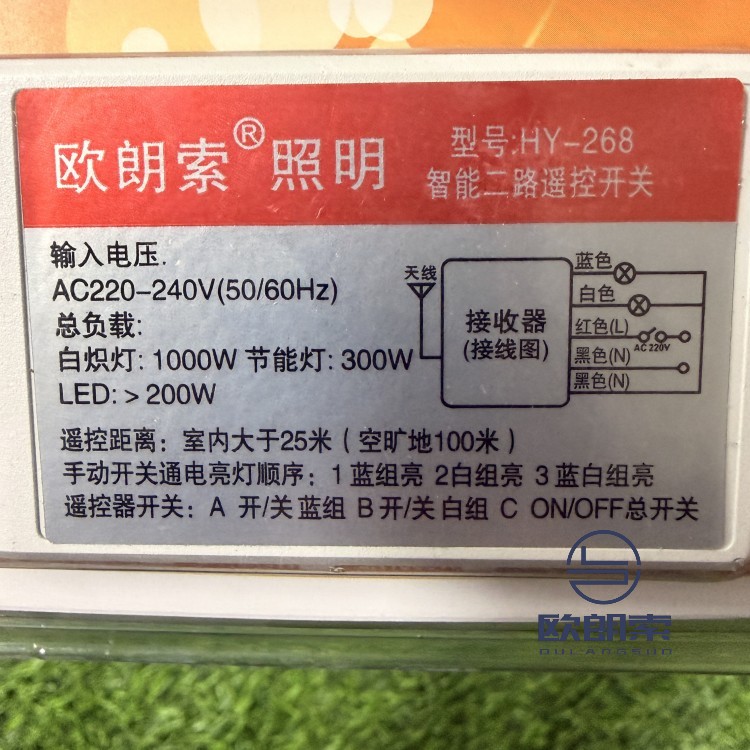 欧朗索®照明
型号:HY-268
智能二路遥控开关
输入电压.
AC220-240V(50/60Hz)
总负载:
白炽灯: 1000W 节能灯: 300W
LED: > 200W
天线
接收器
(接线图)
蓝色
白色
红色(L)
AC 220V
黑色(N)
黑色(N)
遥控距离: 室内大于25米 (空旷地100米)
手动开关通电亮灯顺序: 1 蓝组亮 2白组亮 3 蓝白组亮
遥控器开关: A 开/关 蓝组 B 开/关 白组 C ON/OFF总开关
欧朗索
OULANGSUO